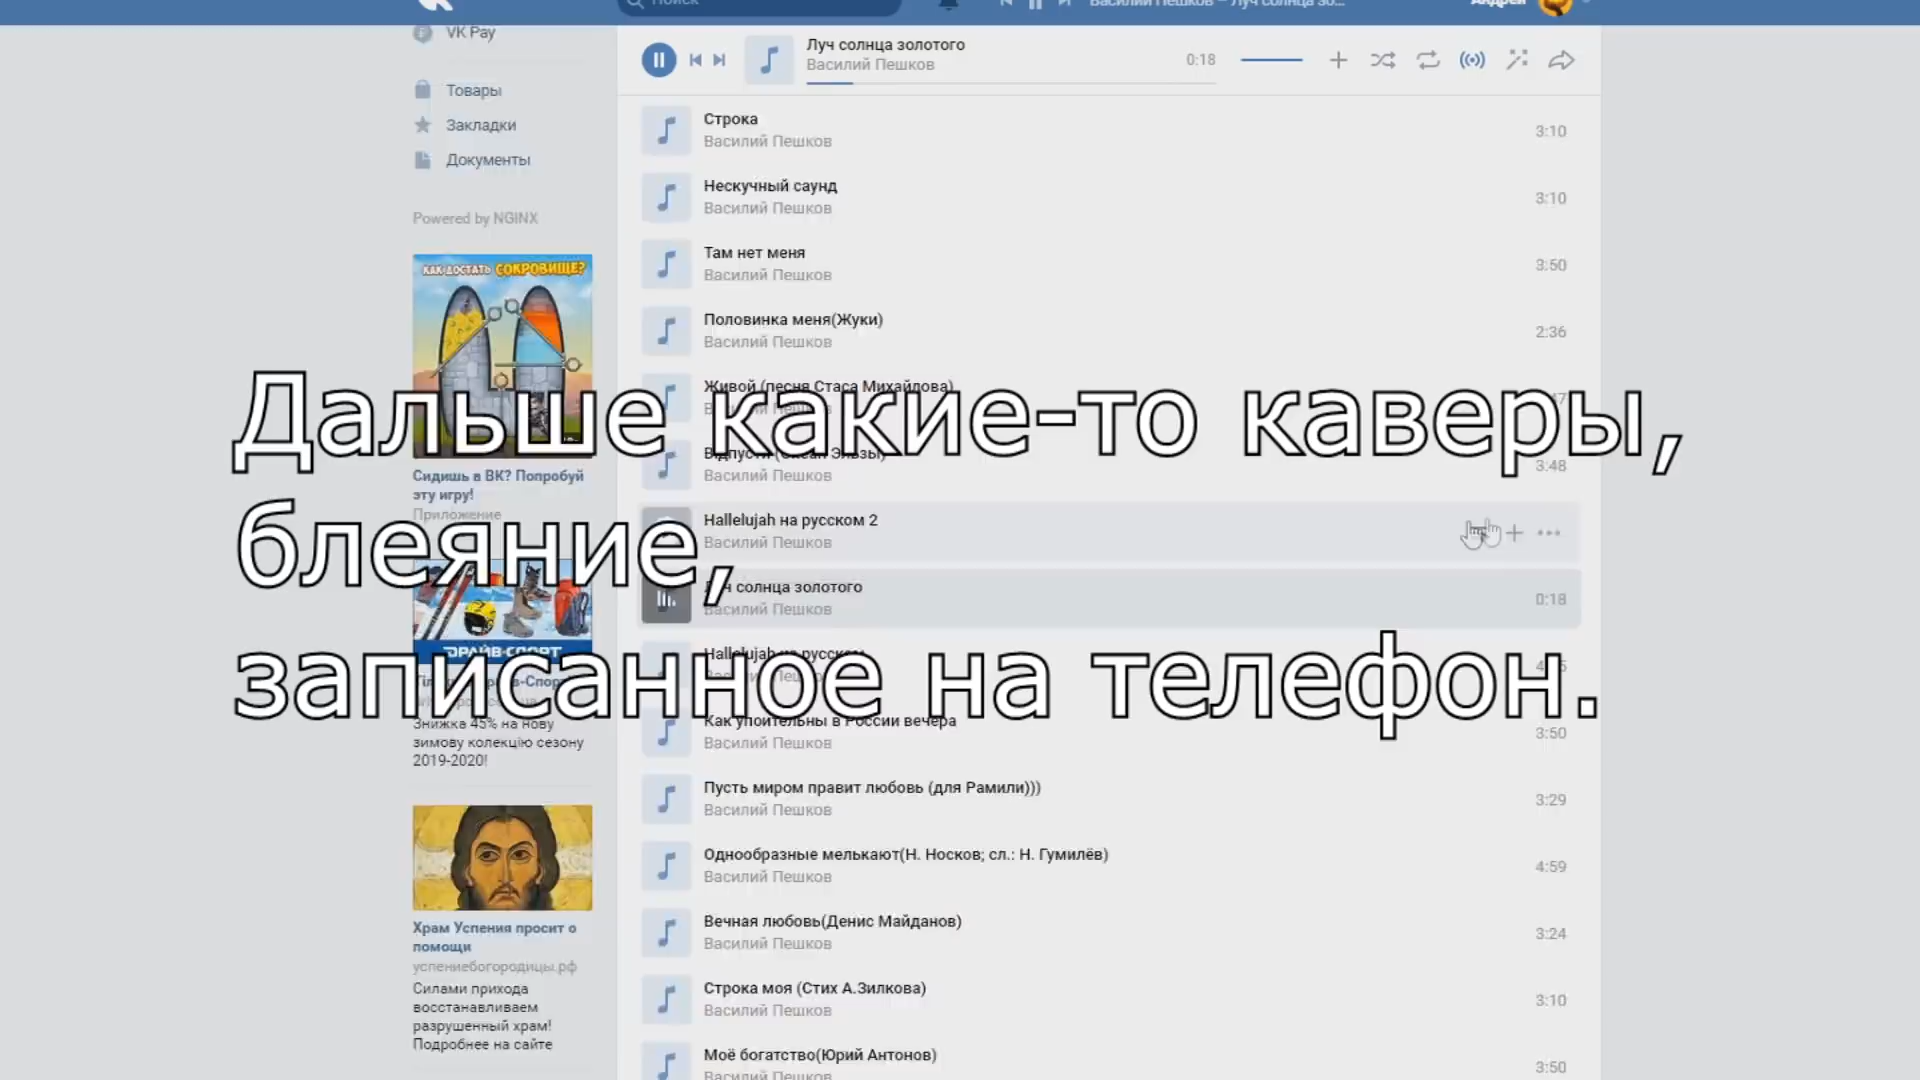 Василий Пешков – Луч солнца зо...
Андрей
VK Pay
Товары
Закладки
Документы
Powered by NGINX
КАК ДОСТАТЬ СОКРОВИЩЕ?
Сидишь в ВК? Попробуй
эту игру!
Приложение
ДРАЙВ-СПОРТ
Знижка 45% на нову
зимову колекцію сезону
2019-2020!
Храм Успения просит о
помощи
успениебогородицы.рф
Силами прихода
восстанавливаем
разрушенный храм!
Подробнее на сайте
Луч солнца золотого
Василий Пешков
0:18
Строка
Василий Пешков
3:10
Нескучный саунд
Василий Пешков
3:10
Там нет меня
Василий Пешков
3:50
Половинка меня(Жуки)
Василий Пешков
2:36
Живой (песня Стаса Михайлова)
Василий Пешков
3:48
Hallelujah на русском 2
Василий Пешков
Луч солнца золотого
Василий Пешков
0:18
Hallelujah на русском
Как упоительны в России вечера
Василий Пешков
3:50
Пусть миром правит любовь (для Рамили)))
Василий Пешков
3:29
Однообразные мелькают(Н. Носков; сл.: Н. Гумилёв)
Василий Пешков
4:59
Вечная любовь(Денис Майданов)
Василий Пешков
3:24
Строка моя (Стих А.Зилкова)
Василий Пешков
3:10
Моё богатство(Юрий Антонов)
Василий Пешков
3:50
Дальше какие-то каверы,
блеяние,
записанное на телефон.